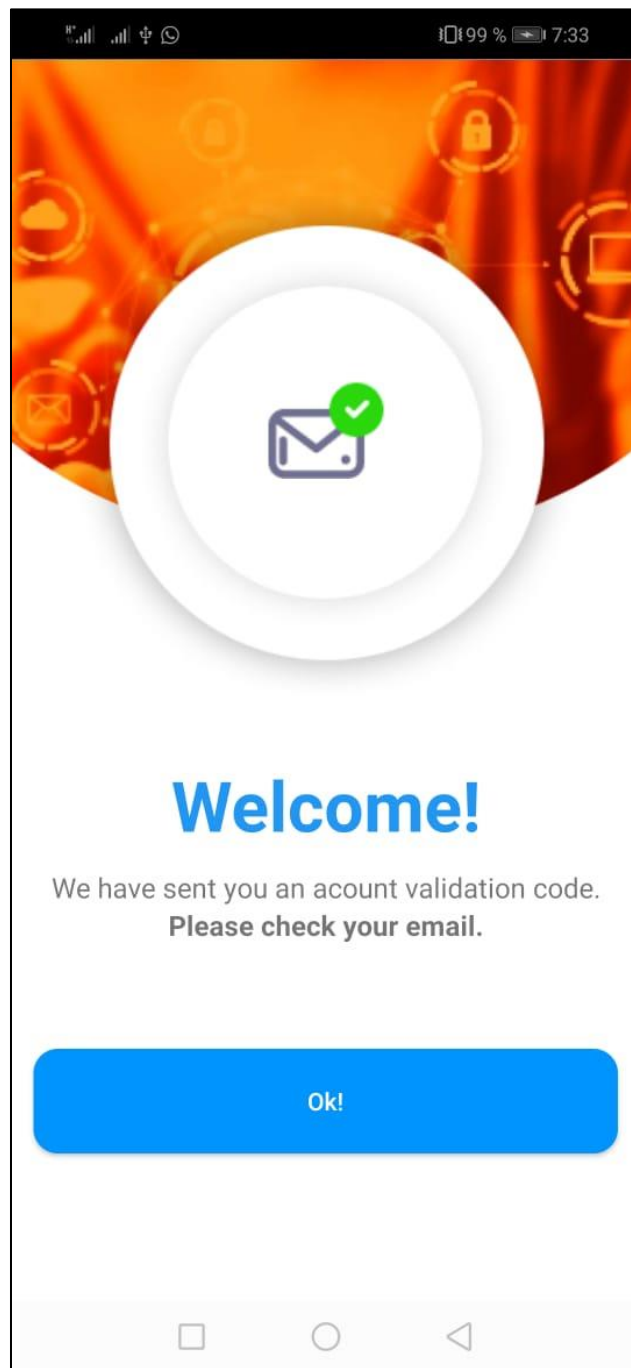 H+ 99 % 7:33
Welcome!
We have sent you an acount validation code.
Please check your email.
Ok!